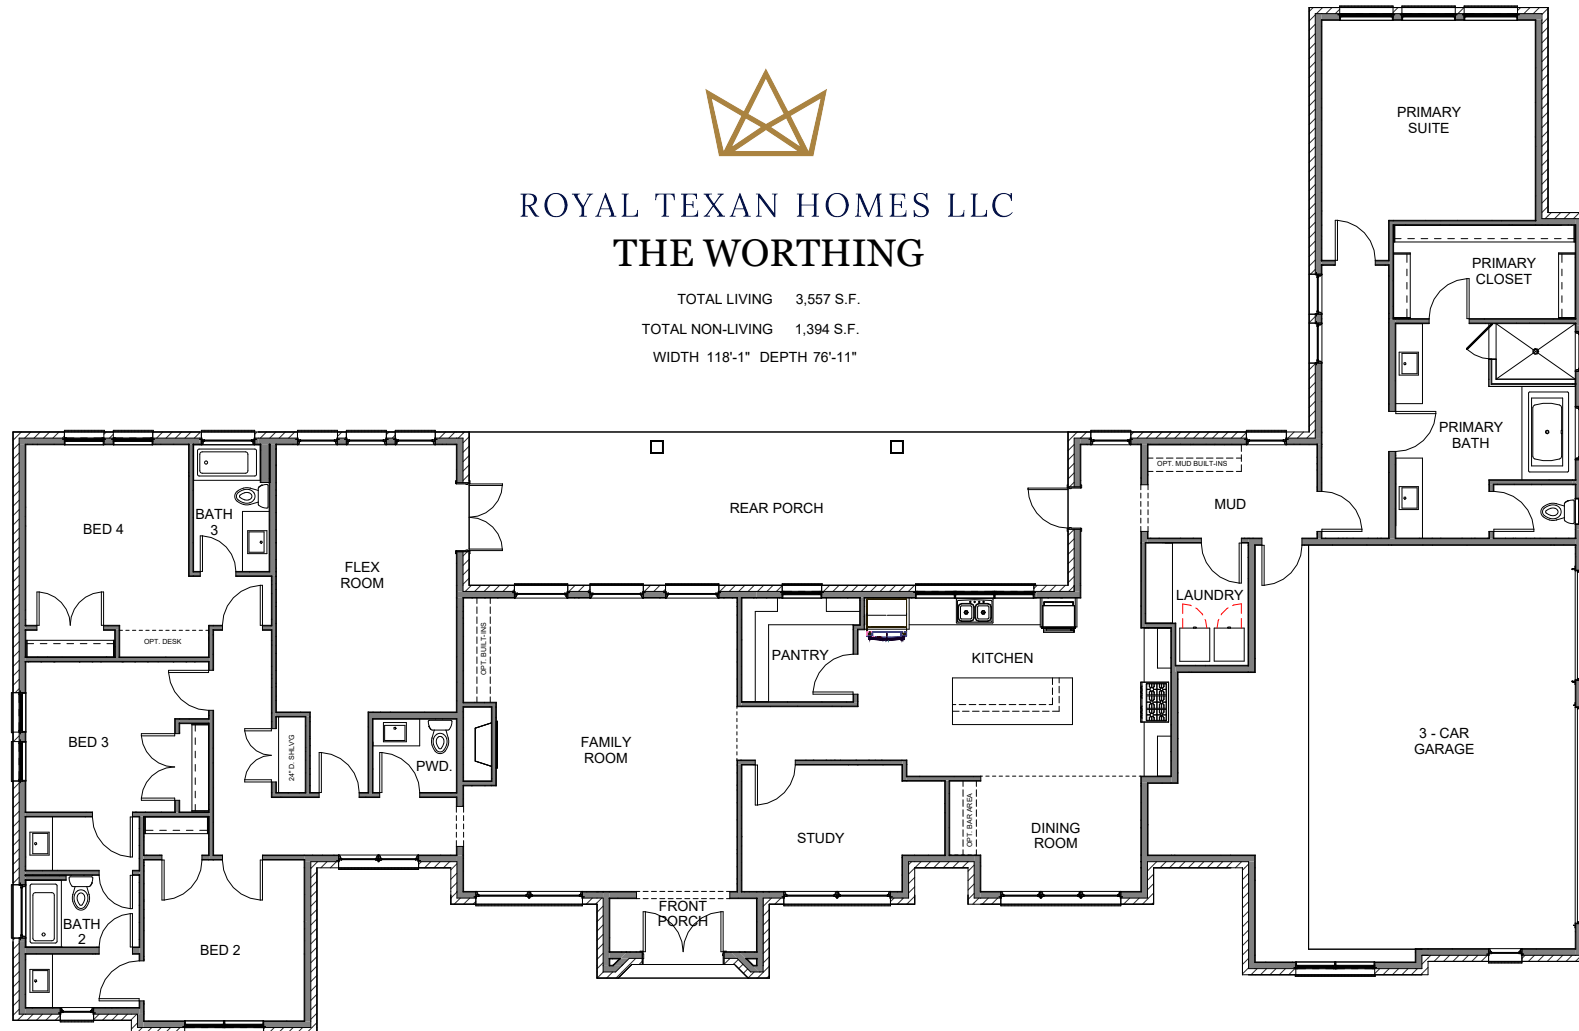 ROYAL TEXAN HOMES LLC
THE WORTHING
TOTAL LIVING 3,557 S.F.
TOTAL NON-LIVING 1,394 S.F.
WIDTH 118'-1" DEPTH 76'-11"
PRIMARY
SUITE
PRIMARY
CLOSET
PRIMARY
BATH
OPT. MUD BUILT-INS
MUD
LAUNDRY
3 - CAR
GARAGE
REAR PORCH
BED 4
BATH
3
FLEX
ROOM
OPT. DESK
OPT. BUILT-INS
PANTRY
KITCHEN
BED 3
24" D. SHLV'G
PWD.
FAMILY
ROOM
STUDY
OPT. BAR AREA
DINING
ROOM
FRONT
PORCH
BATH
2
BED 2